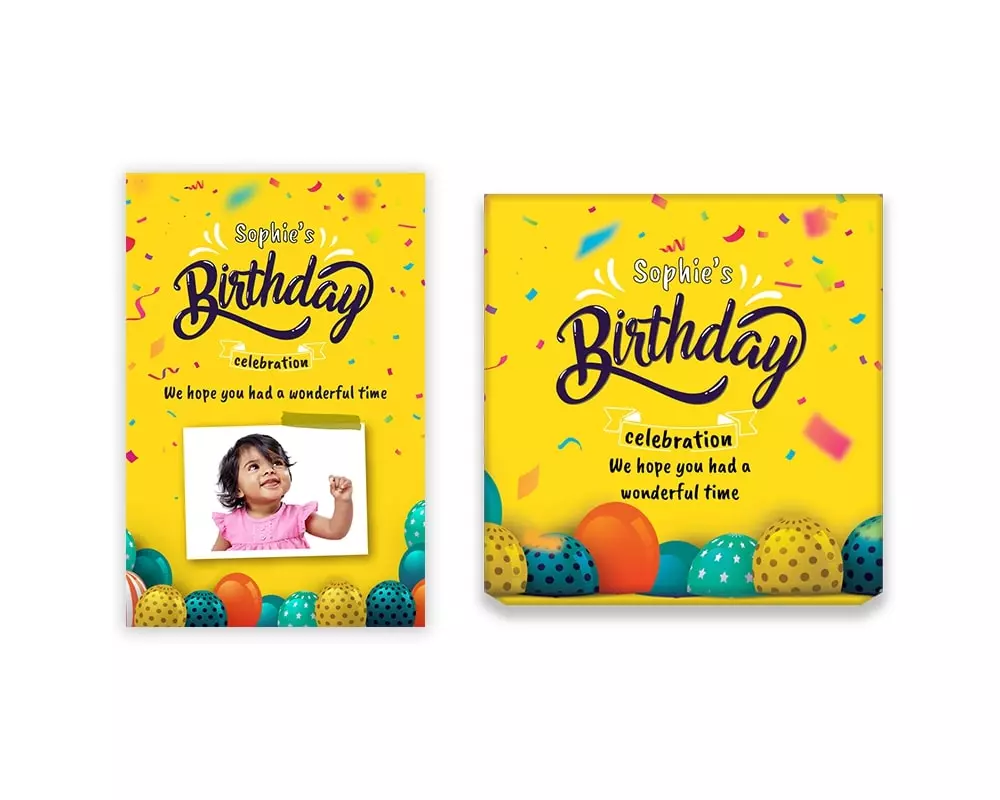 Sophie's
Birthday
celebration
We hope you had a wonderful time
Sophie's
Birthday
celebration
We hope you had a
wonderful time